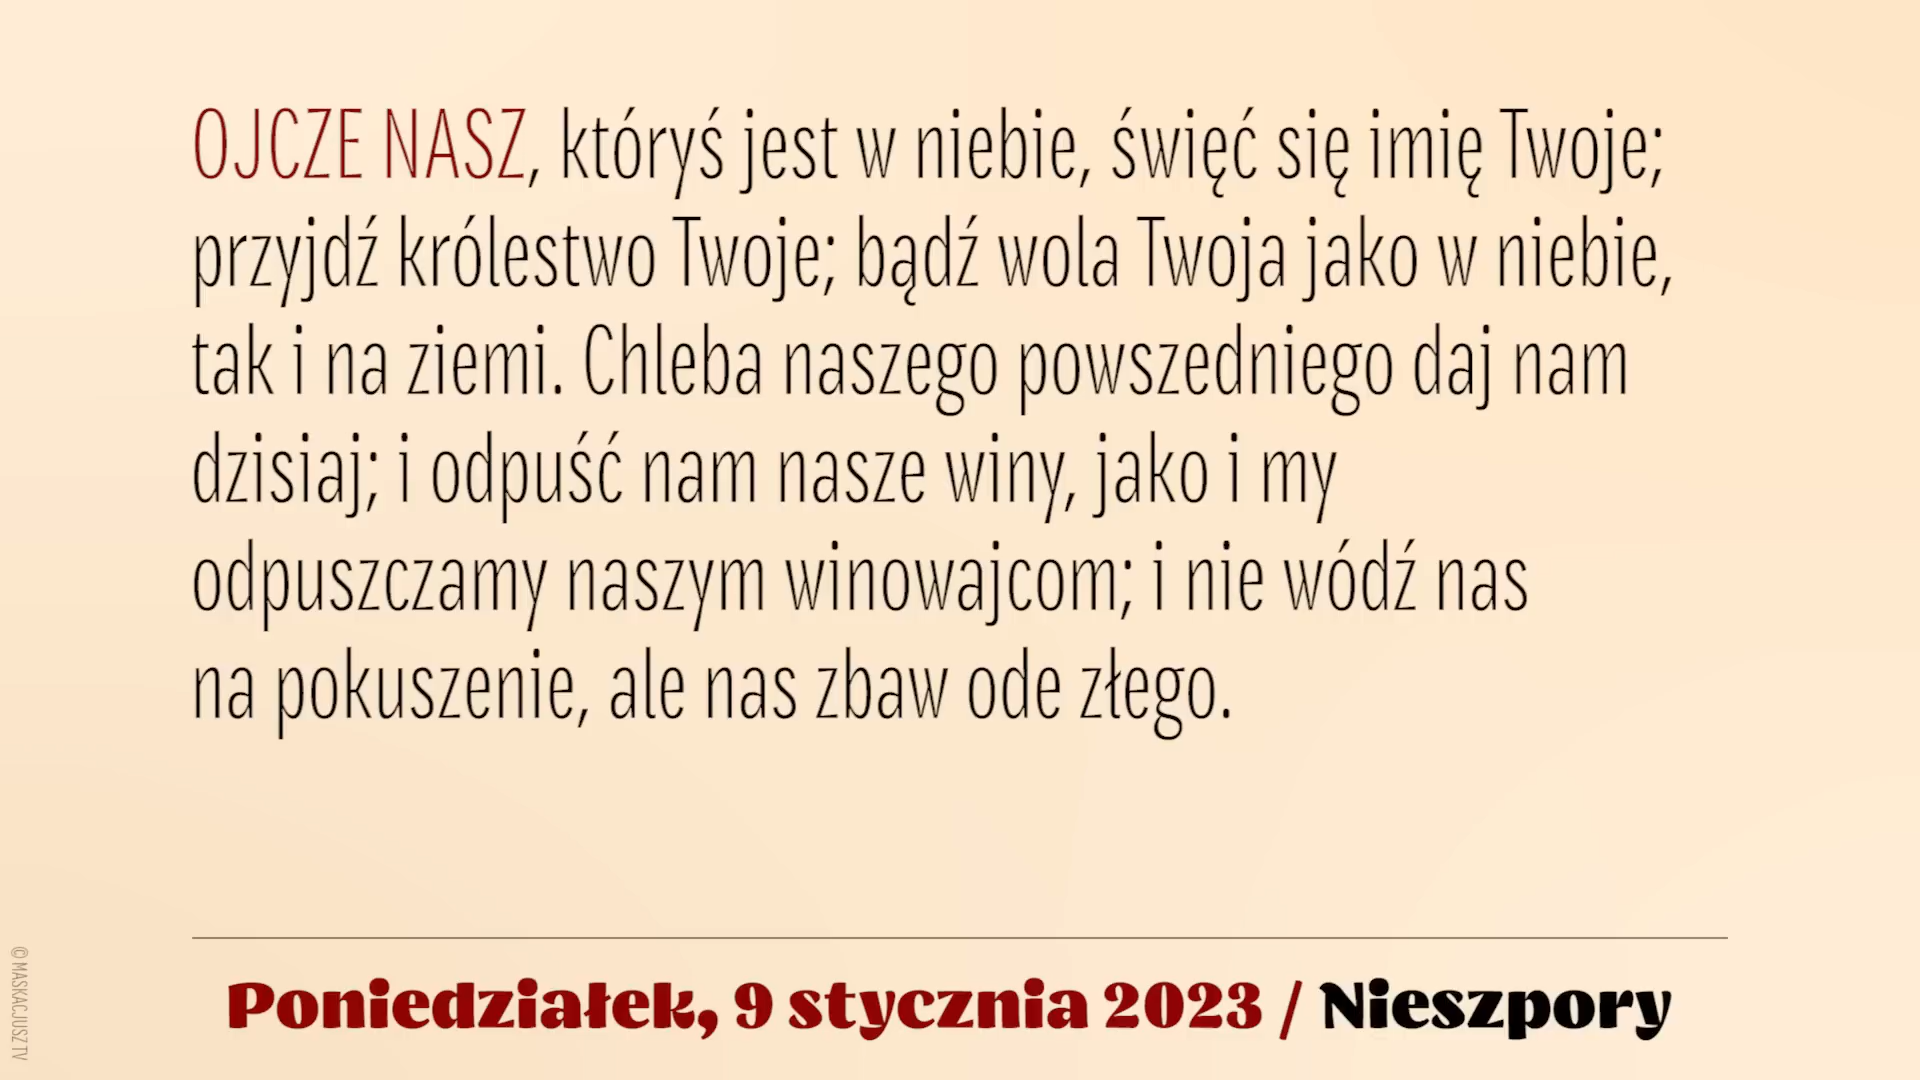 OJCZE NASZ, któryś jest w niebie, święć się imię Twoje;
przyjdź królestwo Twoje; bądź wola Twoja jako w niebie,
tak i na ziemi. Chleba naszego powszedniego daj nam
dzisiaj; i odpuść nam nasze winy, jako i my
odpuszczamy naszym winowajcom; i nie wódź nas
na pokuszenie, ale nas zbaw ode złego.
Poniedziałek, 9 stycznia 2023 / Nieszpory
© MASKACJUSZ TV